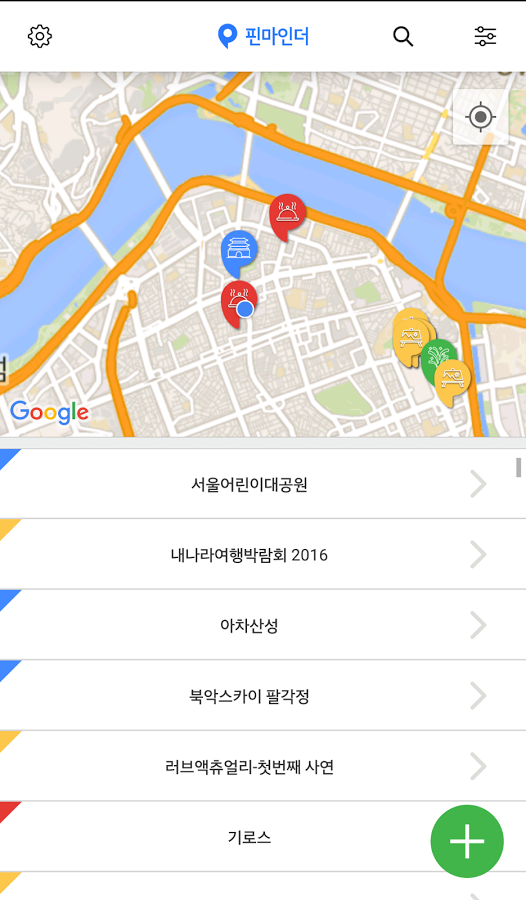 핀마인더
Google
서울어린이대공원
내나라여행박람회 2016
아차산성
북악스카이 팔각정
러브액츄얼리-첫번째 사연
기로스